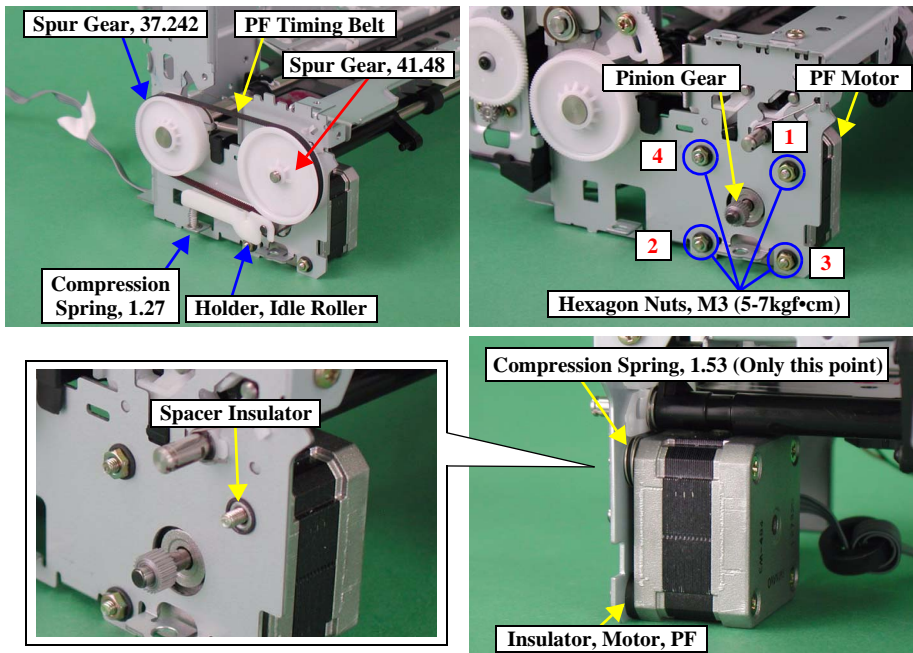 Spur Gear, 37.242
PF Timing Belt
Spur Gear, 41.48
Compression
Spring, 1.27
Holder, Idle Roller
Pinion Gear
PF Motor
1
4
2
3
Hexagon Nuts, M3 (5-7kgf•cm)
Spacer Insulator
Compression Spring, 1.53 (Only this point)
Insulator, Motor, PF